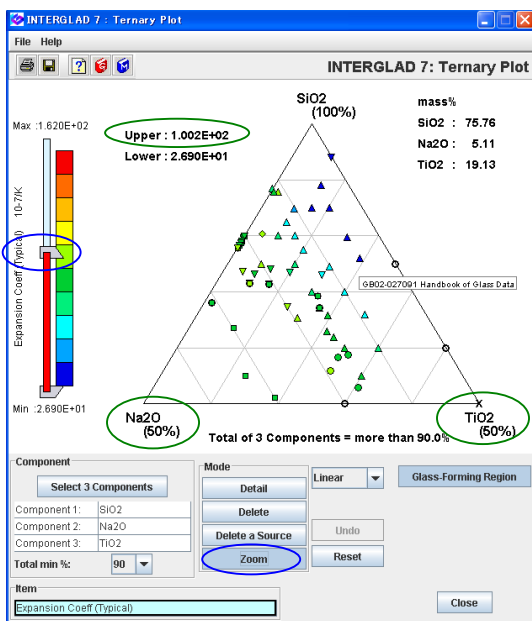 INTERGLAD 7: Ternary Plot
File Help
INTERGLAD 7: Ternary Plot
Max :1.620E+02
Upper : 1.002E+02
Lower : 2.690E+01
SiO2
(100%)
mass%
SiO2 : 75.76
Na2O : 5.11
TiO2 : 19.13
Expansion Coeff (Typical) 10-7/K
GB02-027091 Handbook of Glass Data
Min :2.690E+01
Na2O
(50%)
TiO2
(50%)
Total of 3 Components = more than 90.0%
Component
Select 3 Components
Component 1: SiO2
Component 2: Na2O
Component 3: TiO2
Total min %: 90
Mode
Detail
Delete
Delete a Source
Zoom
Linear
Undo
Reset
Glass-Forming Region
Item
Expansion Coeff (Typical)
Close